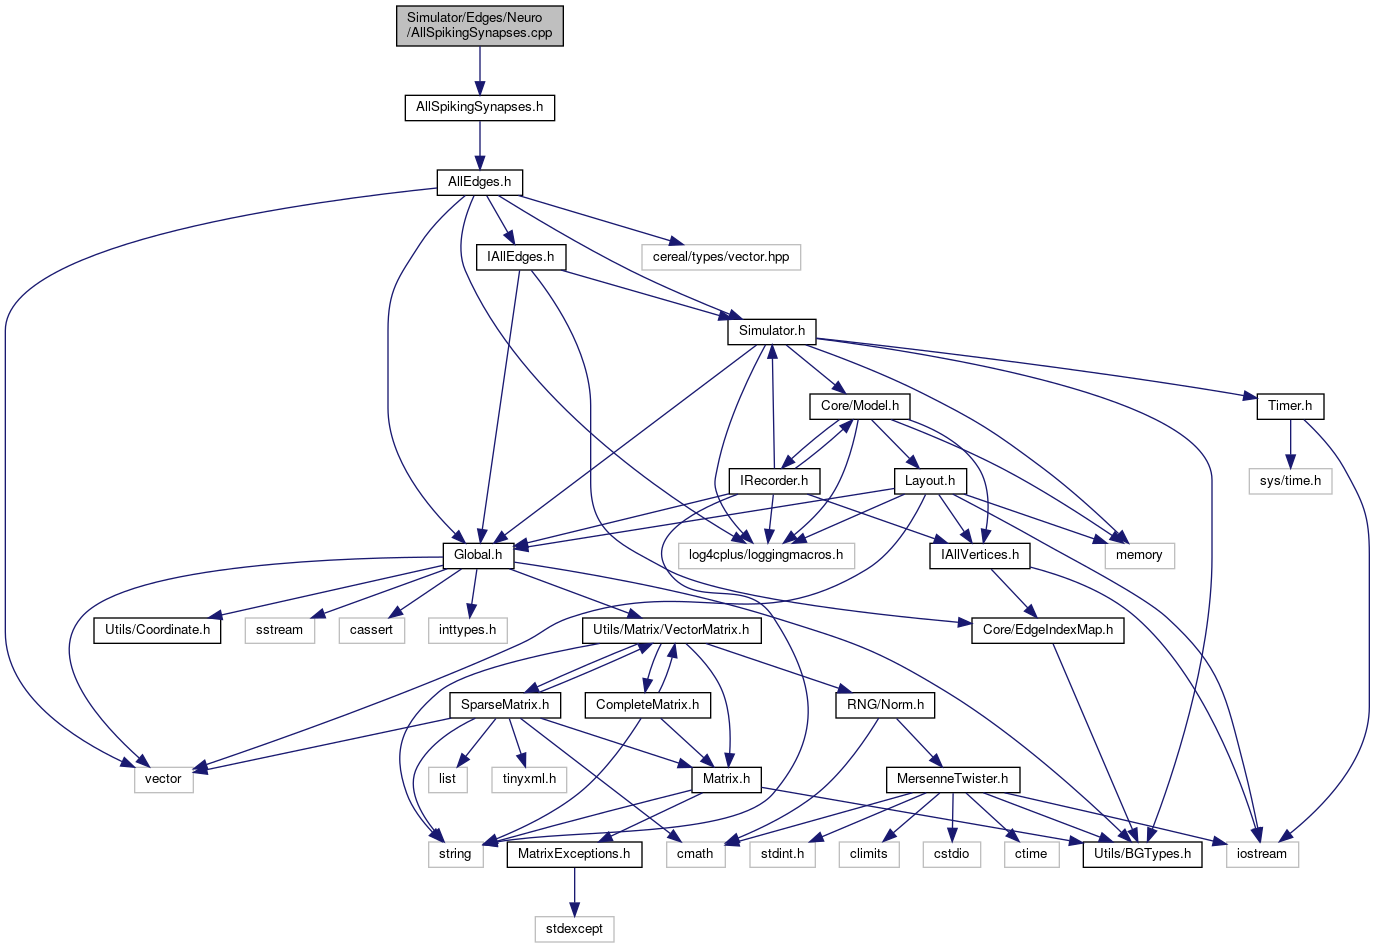 Simulator/Edges/Neuro
/AllSpikingSynapses.cpp
AllSpikingSynapses.h
AllEdges.h
IAllEdges.h
cereal/types/vector.hpp
Simulator.h
Core/Model.h
Timer.h
IRecorder.h
Layout.h
sys/time.h
Global.h
log4cplus/loggingmacros.h
IAllVertices.h
memory
Utils/Coordinate.h
sstream
cassert
inttypes.h
Utils/Matrix/VectorMatrix.h
Core/EdgeIndexMap.h
SparseMatrix.h
CompleteMatrix.h
RNG/Norm.h
vector
list
tinyxml.h
Matrix.h
MersenneTwister.h
string
MatrixExceptions.h
cmath
stdint.h
climits
cstdio
ctime
Utils/BGTypes.h
iostream
stdexcept